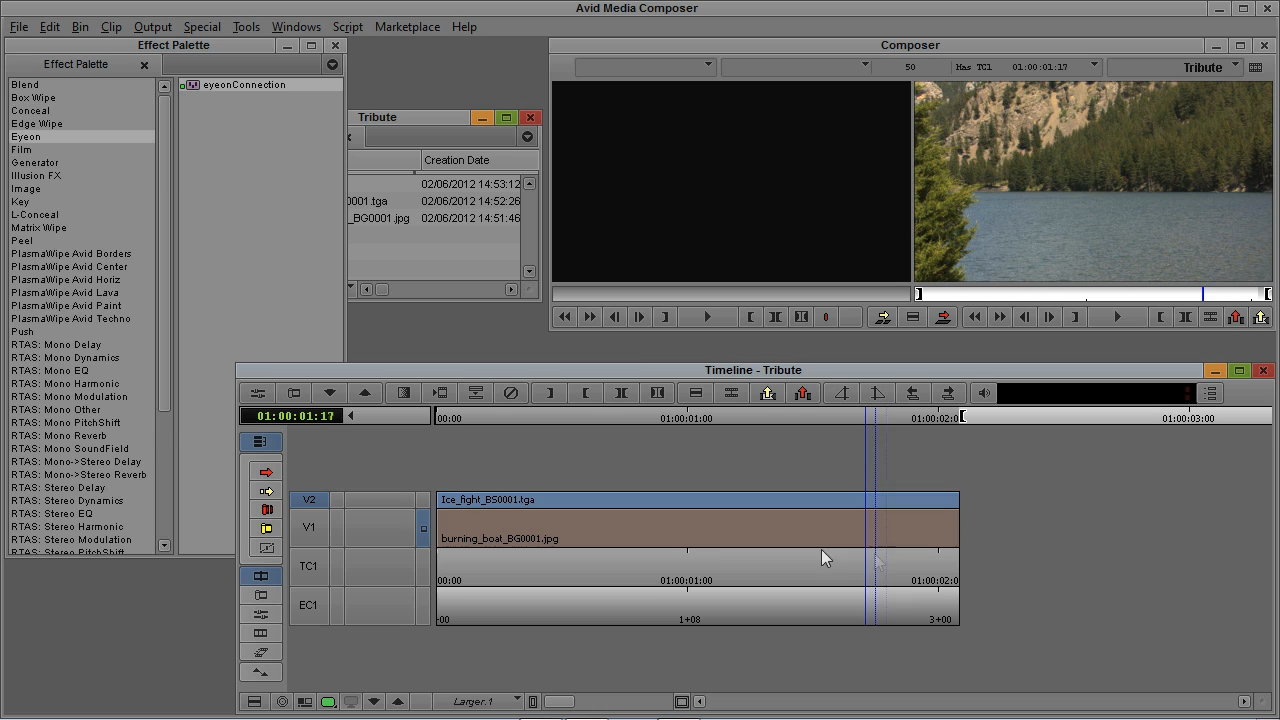 Avid Media Composer
File Edit Bin Clip Output Special Tools Windows Script Marketplace Help
Effect Palette
Effect Palette
Blend
Box Wipe
Conceal
Edge Wipe
Eyeon
Film
Generator
Illusion FX
Image
Key
L-Conceal
Matrix Wipe
Peel
PlasmaWipe Avid Borders
PlasmaWipe Avid Center
PlasmaWipe Avid Horiz
PlasmaWipe Avid Lava
PlasmaWipe Avid Paint
PlasmaWipe Avid Techno
Push
RTAS: Mono Delay
RTAS: Mono Dynamics
RTAS: Mono EQ
RTAS: Mono Harmonic
RTAS: Mono Modulation
RTAS: Mono Other
RTAS: Mono PitchShift
RTAS: Mono Reverb
RTAS: Mono SoundField
RTAS: Mono->Stereo Delay
RTAS: Mono->Stereo Reverb
RTAS: Stereo Delay
RTAS: Stereo Dynamics
RTAS: Stereo EQ
RTAS: Stereo Harmonic
RTAS: Stereo Modulation
RTAS: Stereo PitchShift
eyeonConnection
Tribute
Creation Date
02/06/2012 14:53:12
0001.tga 02/06/2012 14:52:26
_BG0001.jpg 02/06/2012 14:51:46
Composer
50 Mas TC1 01:00:01:17 Tribute
Timeline - Tribute
01:00:01:17
00:00 01:00:01:00 01:00:02:0 01:00:03:00
V2 Ice_fight_BS0001.tga
V1 burning_boat_BG0001.jpg
TC1 00:00 01:00:01:00 01:00:02:0
EC1 -00 1+08 3+00
Larger.1